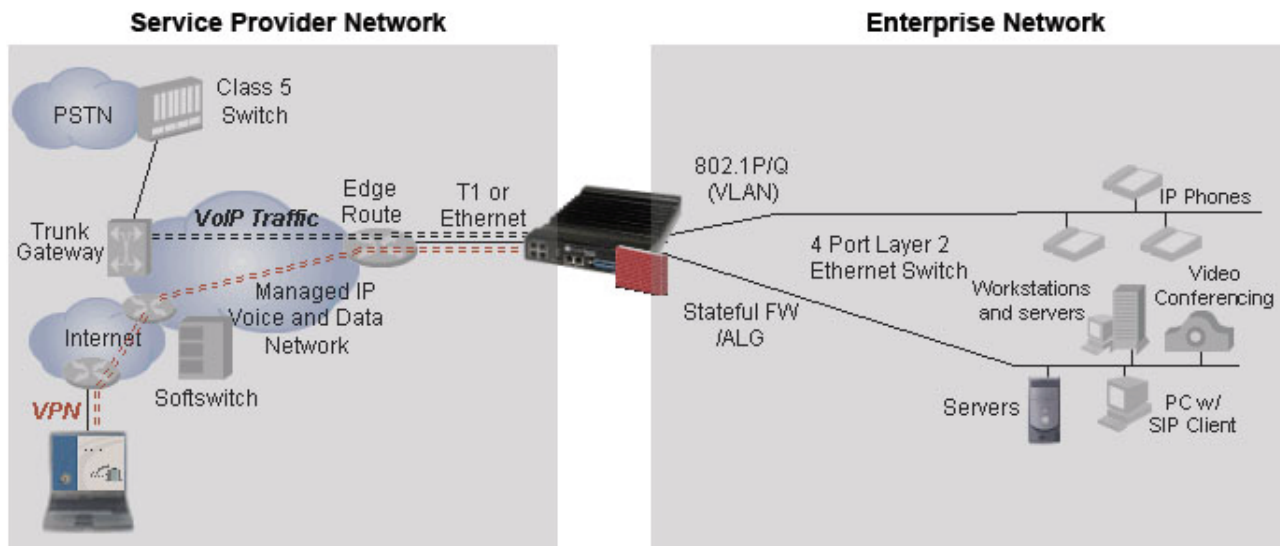 Service Provider Network
Enterprise Network
PSTN
Class 5
Switch
Trunk
Gateway
VoIP Traffic
Edge
Route
T1 or
Ethernet
Managed IP
Voice and Data
Network
Internet
Softswitch
VPN
802.1P/Q
(VLAN)
IP Phones
4 Port Layer 2
Ethernet Switch
Stateful FW
/ALG
Workstations
and servers
Video
Conferencing
Servers
PC w/
SIP Client